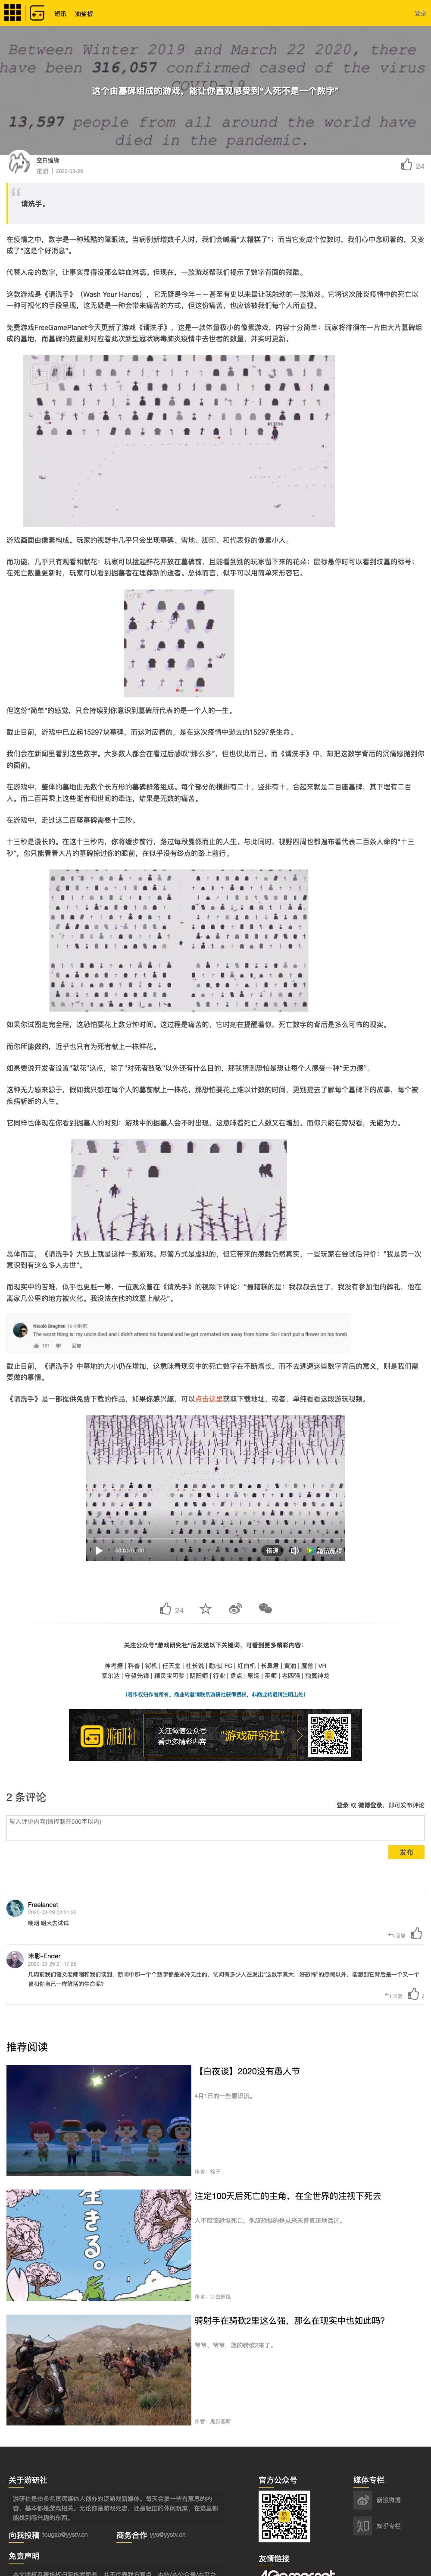 短讯 油盐板 登录
Between Winter 2019 and March 22, 2020, there
have been 316,057 confirmed cases of the virus
COVID-19.
13,597 people from all around the world have
died in the pandemic.
这个由墓碑组成的游戏，能让你直观感受到“人死不是一个数字”
空白缠绕
推游 | 2020-03-26
24
请洗手。
在疫情之中，数字是一种残酷的障眼法。当病例新增数千人时，我们会喊着“太糟糕了”；而当它变成个位数时，我们心中念叨着的，又变
成了“这是个好消息”。
代替人命的数字，让事实显得没那么鲜血淋漓。但现在，一款游戏帮我们揭示了数字背面的残酷。
这款游戏是《请洗手》（Wash Your Hands），它无疑是今年——甚至有史以来最让我触动的一款游戏。它将这次肺炎疫情中的死亡以
一种可视化的手段呈现，这无疑是一种会带来痛苦的方式，但这份痛苦，也应该被我们每个人所直视。
免费游戏FreeGamePlanet今天更新了游戏《请洗手》，这是一款体量极小的像素游戏。内容十分简单：玩家将徘徊在一片由大片墓碑组
成的墓地，而墓碑的数量则对应着此次新型冠状病毒肺炎疫情中去世者的数量，并实时更新。
游戏画面由像素构成。玩家的视野中几乎只会出现墓碑、雪地、脚印、和代表你的像素小人。
而功能，几乎只有观看和献花：玩家可以捡起鲜花并放在墓碑前，且能看到别的玩家留下来的花朵；鼠标悬停时可以看到坟墓的标号；
在死亡数量更新时，玩家可以看到掘墓者在埋葬新的逝者。总体而言，似乎可以用简单来形容它。
但这份“简单”的感觉，只会持续到你意识到墓碑所代表的是一个人的一生。
截止目前，游戏中已立起15297块墓碑，而这对应着的，是在这次疫情中逝去的15297条生命。
我们会在新闻里看到这些数字。大多数人都会在看过后感叹“那么多”，但也仅此而已。而《请洗手》中，却把这数字背后的沉痛感抛到你
的面前。
在游戏中，整体的墓地由无数个长方形的墓碑群落组成。每个部分的横排有二十，竖排有十，合起来就是二百座墓碑，其下埋有二百
人。而二百再乘上这些逝者和世间的牵连，结果是无数的痛苦。
在游戏中，走过这二百座墓碑需要十三秒。
十三秒是漫长的。在这十三秒内，你将缓步前行，路过每段戛然而止的人生。与此同时，视野四周也都遍布着代表二百条人命的“十三
秒”，你只能看着大片的墓碑掠过你的眼前，在似乎没有终点的路上前行。
如果你试图走完全程，这恐怕要花上数分钟时间。这过程是痛苦的，它时刻在提醒着你，死亡数字的背后是多么可怖的现实。
而你所能做的，近乎也只有为死者献上一株鲜花。
如果要说开发者设置“献花”这点，除了“对死者致敬”以外还有什么目的，那我猜测恐怕是想让每个人感受一种“无力感”。
这种无力感来源于，假如我只想在每个人的墓前献上一株花，那恐怕要花上难以计数的时间，更别提去了解每个墓碑下的故事，每个被
疾病斩断的人生。
它同样也体现在你看到掘墓人的时刻：游戏中的掘墓人会不时出现，这意味着死亡人数又在增加。而你只能在旁观看，无能为力。
总体而言，《请洗手》大致上就是这样一款游戏。尽管方式是虚拟的，但它带来的感触仍然真实，一些玩家在尝试后评价：“我是第一次
意识到有这么多人去世”。
而现实中的苦难，似乎也更胜一筹，一位观众曾在《请洗手》的视频下评论：“最糟糕的是：我叔叔去世了，我没有参加他的葬礼，他在
离家几公里的地方被火化。我没法在他的坟墓上献花”。
Nicolò Braghini 16 小时前
The worst thing is: my uncle died and i didn't attend his funeral and he got cremated km away from home. So i can't put a flower on his tomb
101 回复
截止目前，《请洗手》中墓地的大小仍在增加，这意味着现实中的死亡数字在不断增长，而不去逃避这些数字背后的意义，则是我们需
要做的事情。
《请洗手》是一部提供免费下载的作品，如果你感兴趣，可以点击这里获取下载地址，或者，单纯看看这段游玩视频。
倍速
24
关注公众号“游戏研究社”后发送以下关键词，可看到更多精彩内容：
神考据 | 科普 | 街机 | 任天堂 | 社长说 | 励志| FC | 红白机 | 长鼻君 | 黄油 | 魔兽 | VR
塞尔达 | 守望先锋 | 精灵宝可梦 | 阴阳师 | 行业 | 盘点 | 剧场 | 巫师 | 老四强 | 独翼神龙
(著作权归作者所有。商业转载请联系游研社获得授权，非商业转载请注明出处)
游研社
关注微信公众号
看更多精彩内容
“游戏研究社”
2 条评论
登录 或 微博登录，即可发布评论
输入评论内容(请控制在500字以内)
发布
Freelancet
2020-03-28 02:21:35
哽咽 明天去试试
回复
末影-Ender
2020-03-26 21:17:23
几周前我们语文老师刚和我们谈到，新闻中那一个个数字都是冰冷无比的，试问有多少人在发出“这数字真大，好恐怖”的感慨以外，能想到它背后是一个又一个
曾和你自己一样鲜活的生命呢？
回复 2
推荐阅读
【白夜谈】2020没有愚人节
4月1日的一些意识流。
作者：枪子
注定100天后死亡的主角，在全世界的注视下死去
人不应该恐惧死亡，他应恐惧的是从来未曾真正地活过。
作者：空白缠绕
生きる。
骑射手在骑砍2里这么强，那么在现实中也如此吗？
爷爷、爷爷，您的骑砍2来了。
作者：鬼影墓影
关于游研社
游研社是由多名资深媒体人创办的泛游戏新媒体。每天会发一些有意思的内
容，基本都是游戏相关。无论你是游戏死忠，还是轻度的休闲玩家，在这里都
能找到感兴趣的东西。
向我投稿 tougao@yystv.cn 商务合作 yys@yystv.cn
免责声明
官方公众号
友情链接
媒体专栏
新浪微博
知乎专栏